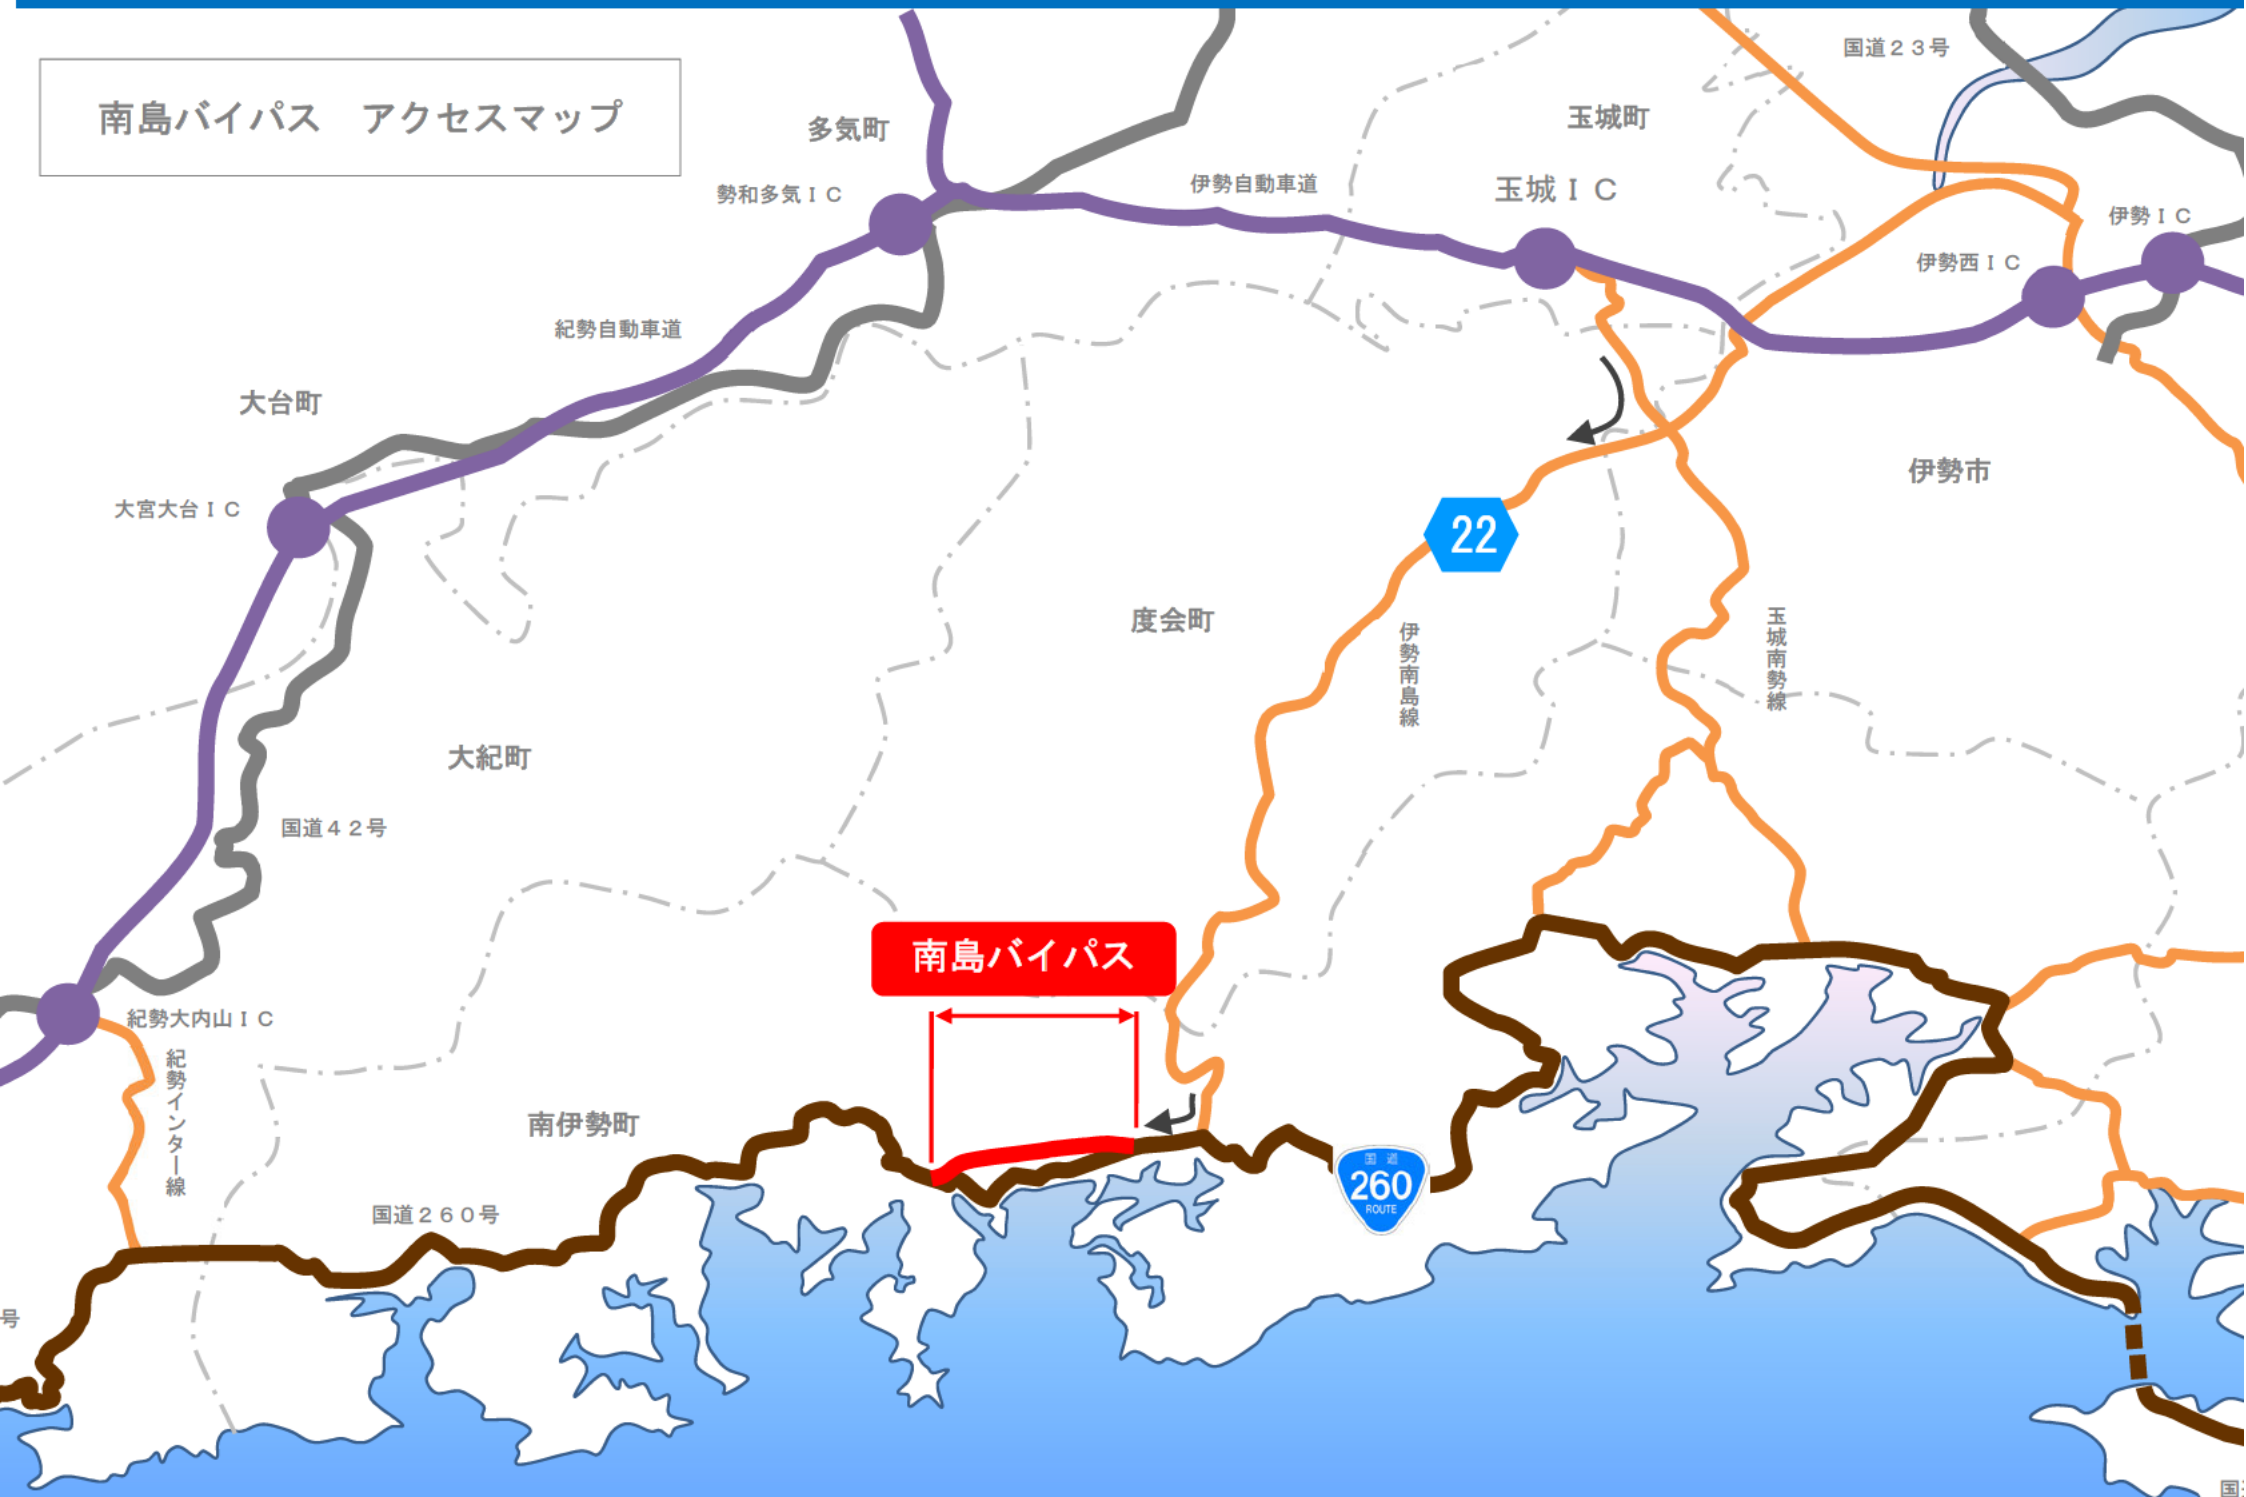 国道２３号
南島バイパス　アクセスマップ
多気町
玉城町
勢和多気ＩＣ
伊勢自動車道
玉城ＩＣ
伊勢ＩＣ
伊勢西ＩＣ
紀勢自動車道
大台町
伊勢市
大宮大台ＩＣ
22
度会町
伊勢南島線
玉城南勢線
大紀町
国道４２号
南島バイパス
紀勢大内山ＩＣ
紀勢インター線
南伊勢町
国道
260
ROUTE
国道２６０号
号
国